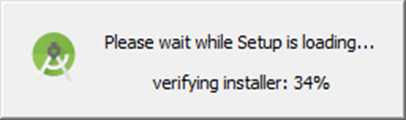 Please wait while Setup is loading...
verifying installer: 34%